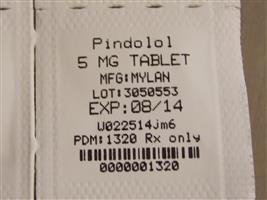 Pindolol
5 MG TABLET
MFG:MYLAN
LOT:3050553
EXP:08/14
U022514jm6
PDM:1320 Rx only
0000001320